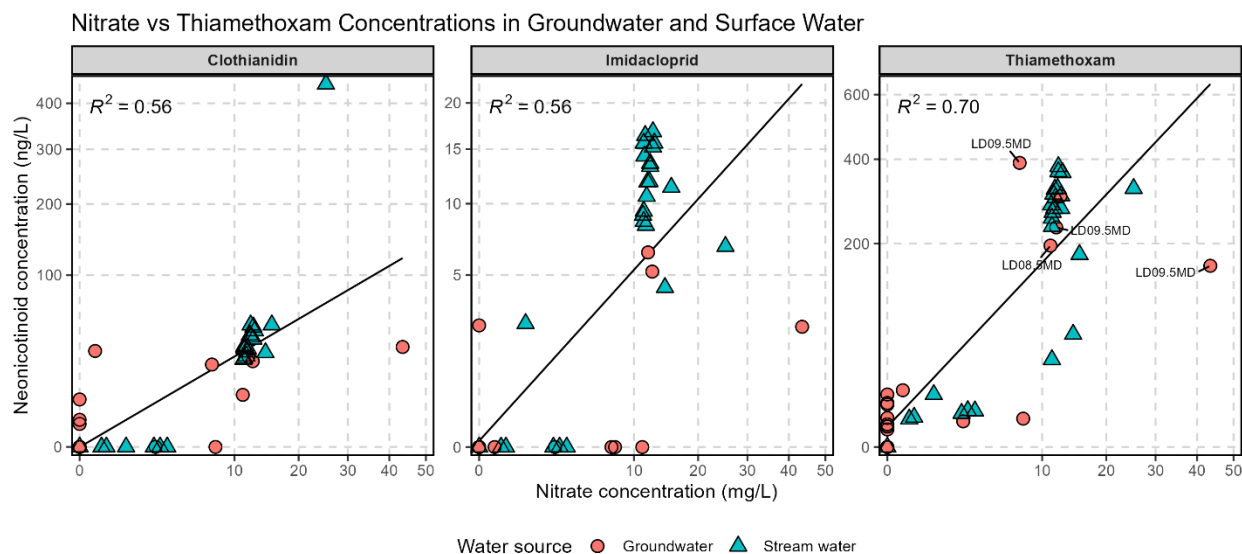 Nitrate vs Thiamethoxam Concentrations in Groundwater and Surface Water
Clothianidin
Imidacloprid
Thiamethoxam
Neonicotinoid concentration (ng/L)
R² = 0.56
400
300
200
100
0
0 10 20 30 40 50
R² = 0.56
20
15
10
5
0
0 10 20 30 40 50
R² = 0.70
600
400
200
0
LD09.5MD
LD09.5MD
LD08.5MD
LD09.5MD
0 10 20 30 40 50
Nitrate concentration (mg/L)
Water source Groundwater Stream water